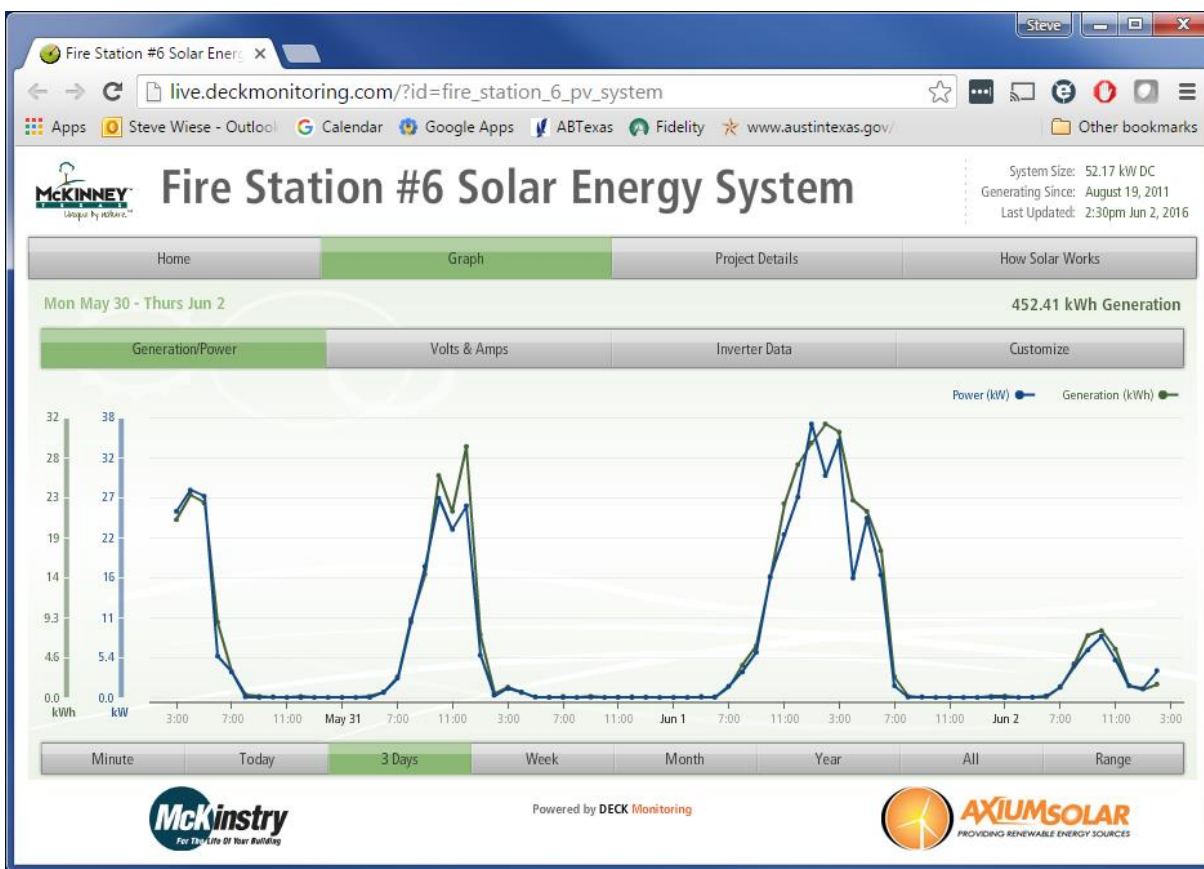 Steve
Fire Station #6 Solar Energ
live.deckmonitoring.com/?id=fire_station_6_pv_system
Apps Steve Wiese - Outloo Calendar Google Apps ABTexas Fidelity www.austintexas.gov/ Other bookmarks
McKINNEY
TEXAS
Unique by nature.™
Fire Station #6 Solar Energy System
System Size: 52.17 kW DC
Generating Since: August 19, 2011
Last Updated: 2:30pm Jun 2, 2016
Home Graph Project Details How Solar Works
Mon May 30 - Thurs Jun 2 452.41 kWh Generation
Generation/Power Volts & Amps Inverter Data Customize
Power (kW) Generation (kWh)
32 38
28 32
23 27
19 22
14 16
9.3 11
4.6 5.4
0.0 0.0
kWh kW
3:00 7:00 11:00 May 31 7:00 11:00 3:00 7:00 11:00 Jun 1 7:00 11:00 3:00 7:00 11:00 Jun 2 7:00 11:00 3:00
Minute Today 3 Days Week Month Year All Range
McKinstry
For The Life Of Your Building
Powered by DECK Monitoring
AXIUMSOLAR
PROVIDING RENEWABLE ENERGY SOURCES